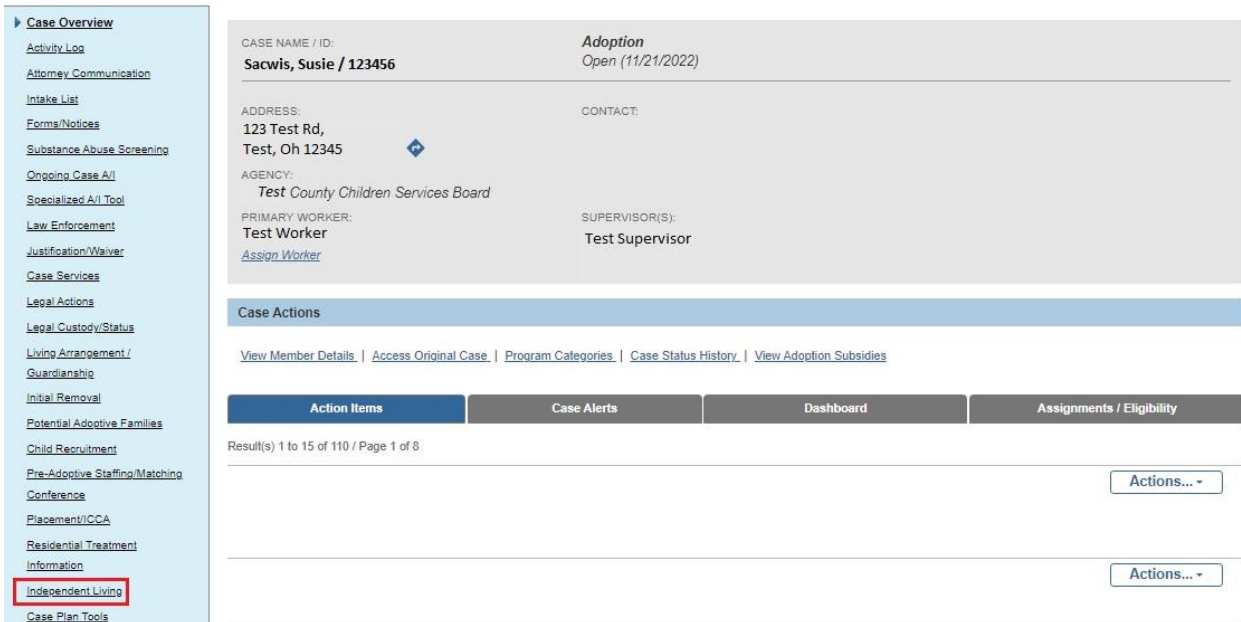 Case Overview
Activity Log
Attorney Communication
Intake List
Forms/Notices
Substance Abuse Screening
Ongoing Case A/I
Specialized A/I Tool
Law Enforcement
Justification/Waiver
Case Services
Legal Actions
Legal Custody/Status
Living Arrangement /
Guardianship
Initial Removal
Potential Adoptive Families
Child Recruitment
Pre-Adoptive Staffing/Matching
Conference
Placement/ICCA
Residential Treatment
Information
Independent Living
Case Plan Tools
CASE NAME / ID:
Sacwis, Susie / 123456
Adoption
Open (11/21/2022)
ADDRESS:
123 Test Rd,
Test, Oh 12345
CONTACT:
AGENCY:
Test County Children Services Board
PRIMARY WORKER:
Test Worker
Assign Worker
SUPERVISOR(S):
Test Supervisor
Case Actions
View Member Details | Access Original Case | Program Categories | Case Status History | View Adoption Subsidies
Action Items Case Alerts Dashboard Assignments / Eligibility
Result(s) 1 to 15 of 110 / Page 1 of 8
Actions...
Actions...